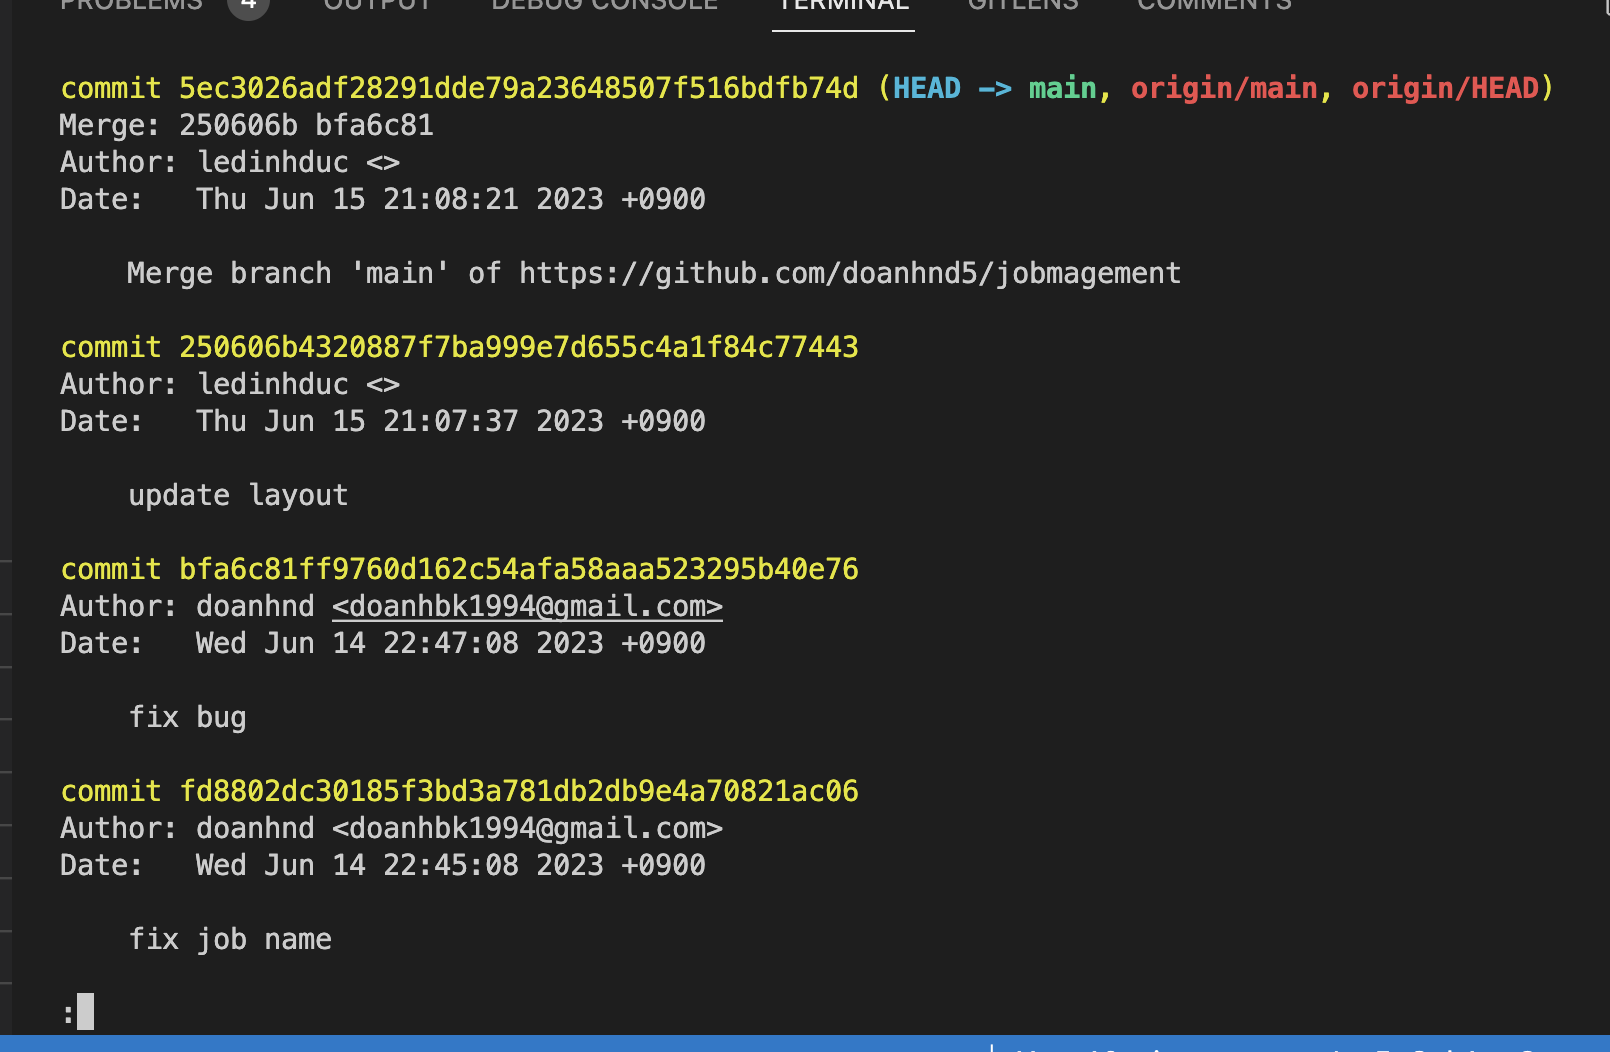 PROBLEMS 4 OUTPUT DEBUG CONSOLE TERMINAL GITLENS COMMENTS
commit 5ec3026adf28291dde79a23648507f516bdfb74d (HEAD -> main, origin/main, origin/HEAD)
Merge: 250606b bfa6c81
Author: ledinhduc <>
Date:   Thu Jun 15 21:08:21 2023 +0900
Merge branch 'main' of https://github.com/doanhnd5/jobmagement
commit 250606b4320887f7ba999e7d655c4a1f84c77443
Author: ledinhduc <>
Date:   Thu Jun 15 21:07:37 2023 +0900
update layout
commit bfa6c81ff9760d162c54afa58aaa523295b40e76
Author: doanhnd <doanhbk1994@gmail.com>
Date:   Wed Jun 14 22:47:08 2023 +0900
fix bug
commit fd8802dc30185f3bd3a781db2db9e4a70821ac06
Author: doanhnd <doanhbk1994@gmail.com>
Date:   Wed Jun 14 22:45:08 2023 +0900
fix job name
: